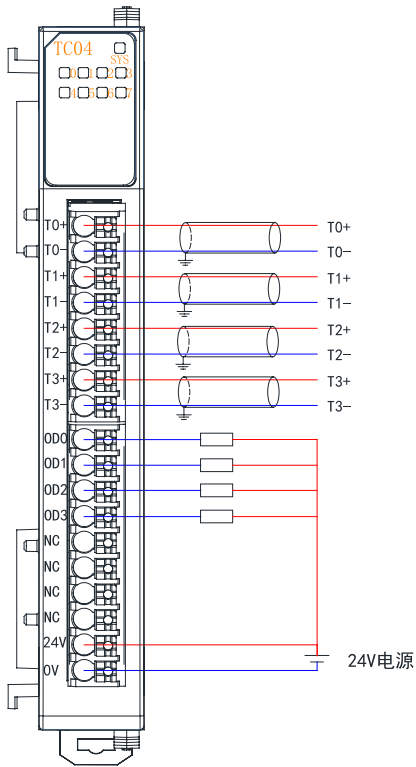 TC04
SYS
0 1 2 3
4 5 6 7
T0+ T0+
T0- T0-
T1+ T1+
T1- T1-
T2+ T2+
T2- T2-
T3+ T3+
T3- T3-
OD0
OD1
OD2
OD3
NC
NC
NC
NC
24V
0V 24V电源